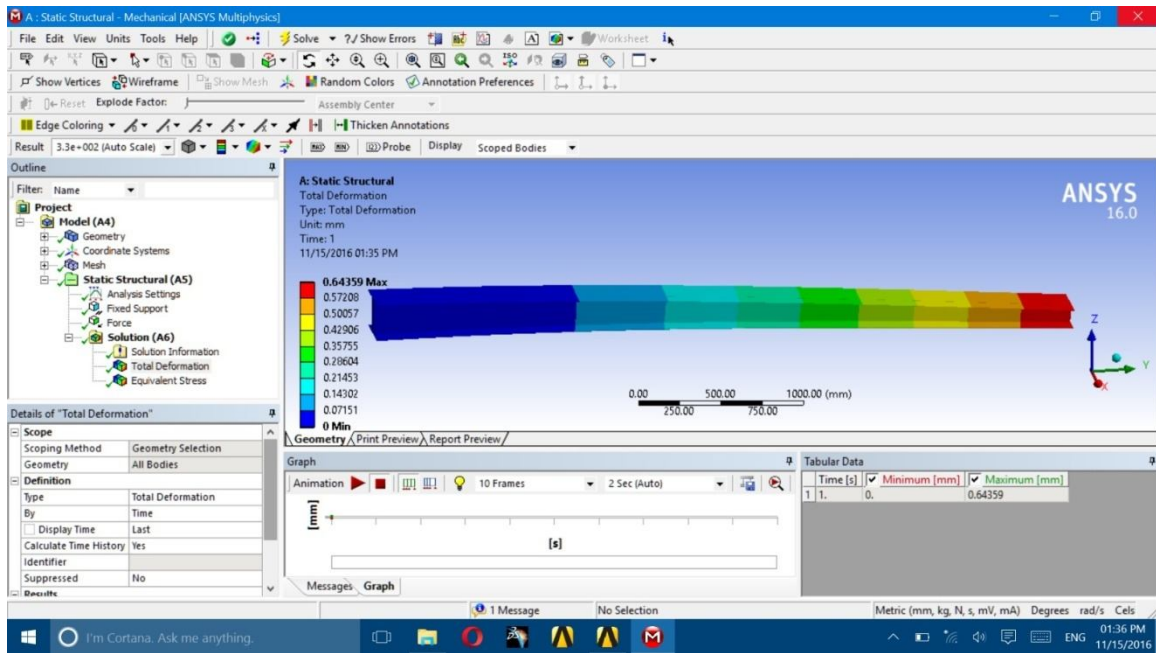 A : Static Structural - Mechanical [ANSYS Multiphysics]
File Edit View Units Tools Help Solve ?✓ Show Errors Worksheet
Show Vertices Wireframe Show Mesh Random Colors Annotation Preferences
Reset Explode Factor: Assembly Center
Edge Coloring Thicken Annotations
Result 3.3e+002 (Auto Scale) MAX MIN Probe Display Scoped Bodies
Outline
Filter: Name
Project
Model (A4)
Geometry
Coordinate Systems
Mesh
Static Structural (A5)
Analysis Settings
Fixed Support
Force
Solution (A6)
Solution Information
Total Deformation
Equivalent Stress
Details of "Total Deformation"
Scope
Scoping Method Geometry Selection
Geometry All Bodies
Definition
Type Total Deformation
By Time
Display Time Last
Calculate Time History Yes
Identifier
Suppressed No
Results
A: Static Structural
Total Deformation
Type: Total Deformation
Unit: mm
Time: 1
11/15/2016 01:35 PM
0.64359 Max
0.57208
0.50057
0.42906
0.35755
0.28604
0.21453
0.14302
0.07151
0 Min
ANSYS
16.0
Z
Y
X
0.00 500.00 1000.00 (mm)
250.00 750.00
Geometry Print Preview Report Preview
Graph
Animation 10 Frames 2 Sec (Auto)
[mm]
[s]
Messages Graph
Tabular Data
Time [s] Minimum [mm] Maximum [mm]
1 1. 0. 0.64359
1 Message No Selection Metric (mm, kg, N, s, mV, mA) Degrees rad/s Cels
I'm Cortana. Ask me anything.
ENG
01:36 PM
11/15/2016